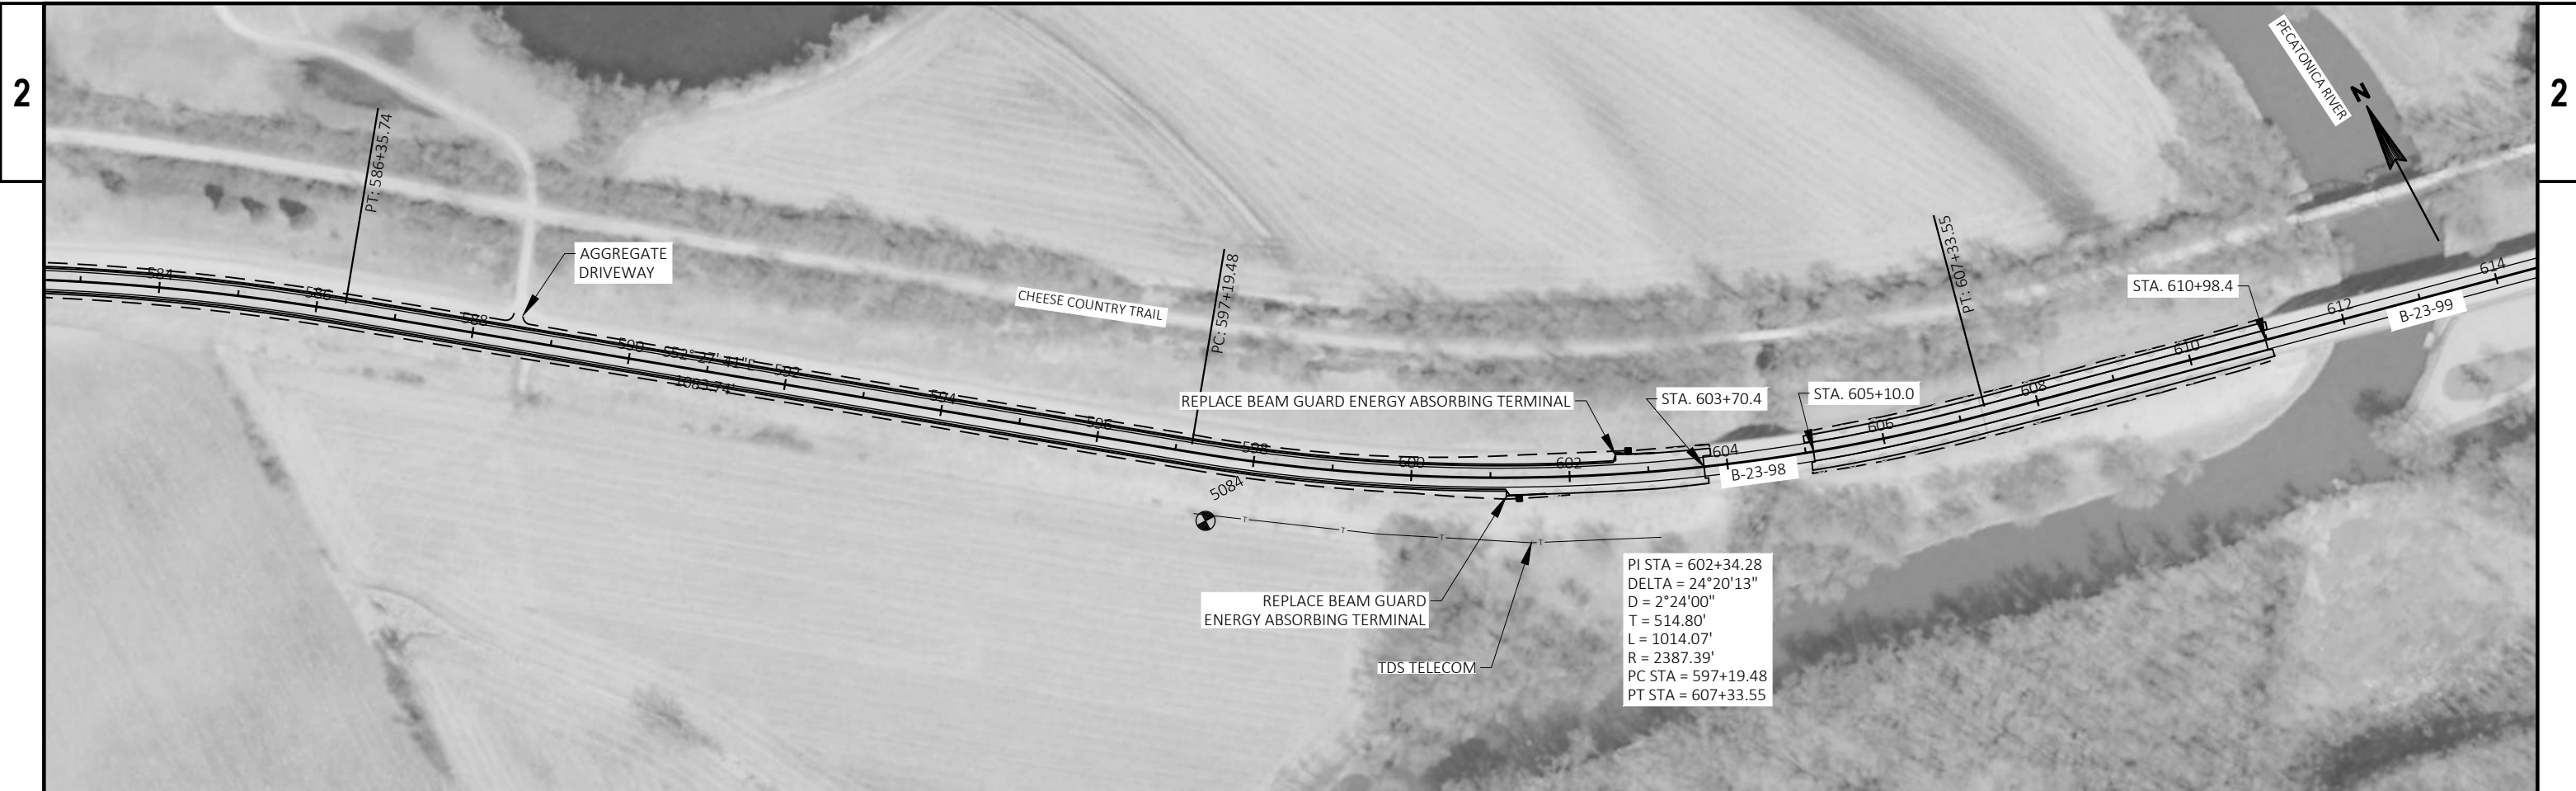 2
2
PECATONICA RIVER
N
PT: 586+35.74
AGGREGATE
DRIVEWAY
CHEESE COUNTRY TRAIL
PC: 597+19.48
PT: 607+33.55
STA. 610+98.4
584
586
588
590
S52°27'41"E
1083.74'
592
594
596
598
600
602
604
606
608
610
612
614
B-23-99
REPLACE BEAM GUARD ENERGY ABSORBING TERMINAL
STA. 603+70.4
STA. 605+10.0
B-23-98
5084
T
T
T
T
REPLACE BEAM GUARD
ENERGY ABSORBING TERMINAL
TDS TELECOM
PI STA = 602+34.28
DELTA = 24°20'13"
D = 2°24'00"
T = 514.80'
L = 1014.07'
R = 2387.39'
PC STA = 597+19.48
PT STA = 607+33.55